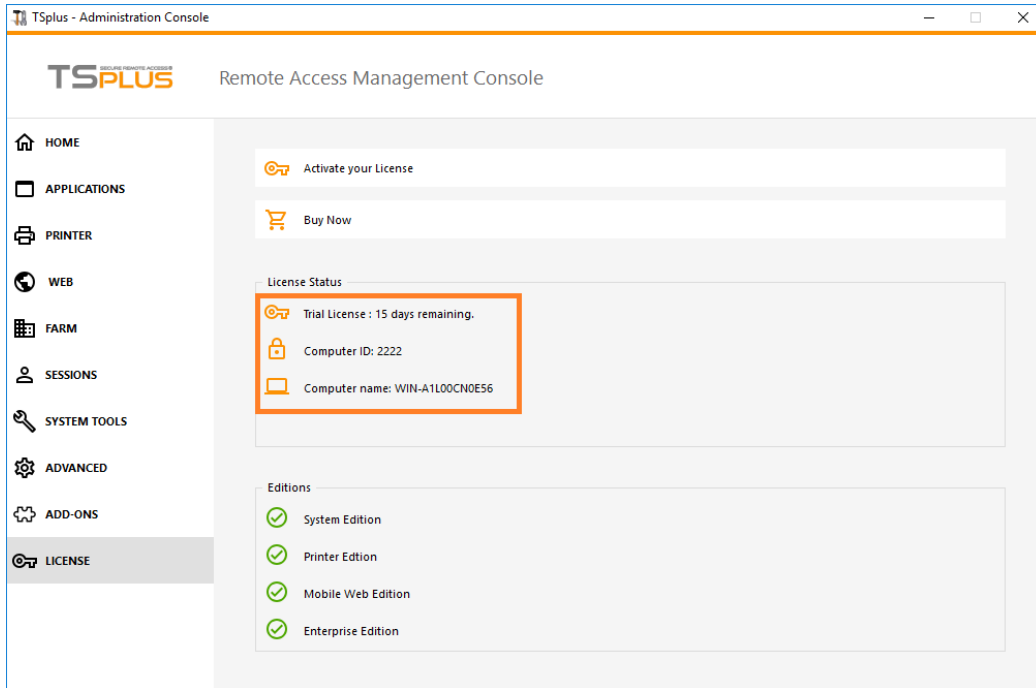 TSplus - Administration Console
TSPLUS SECURE REMOTE ACCESS®
Remote Access Management Console
HOME
APPLICATIONS
PRINTER
WEB
FARM
SESSIONS
SYSTEM TOOLS
ADVANCED
ADD-ONS
LICENSE
Activate your License
Buy Now
License Status
Trial License : 15 days remaining.
Computer ID: 2222
Computer name: WIN-A1L00CN0E56
Editions
System Edition
Printer Edtion
Mobile Web Edition
Enterprise Edition